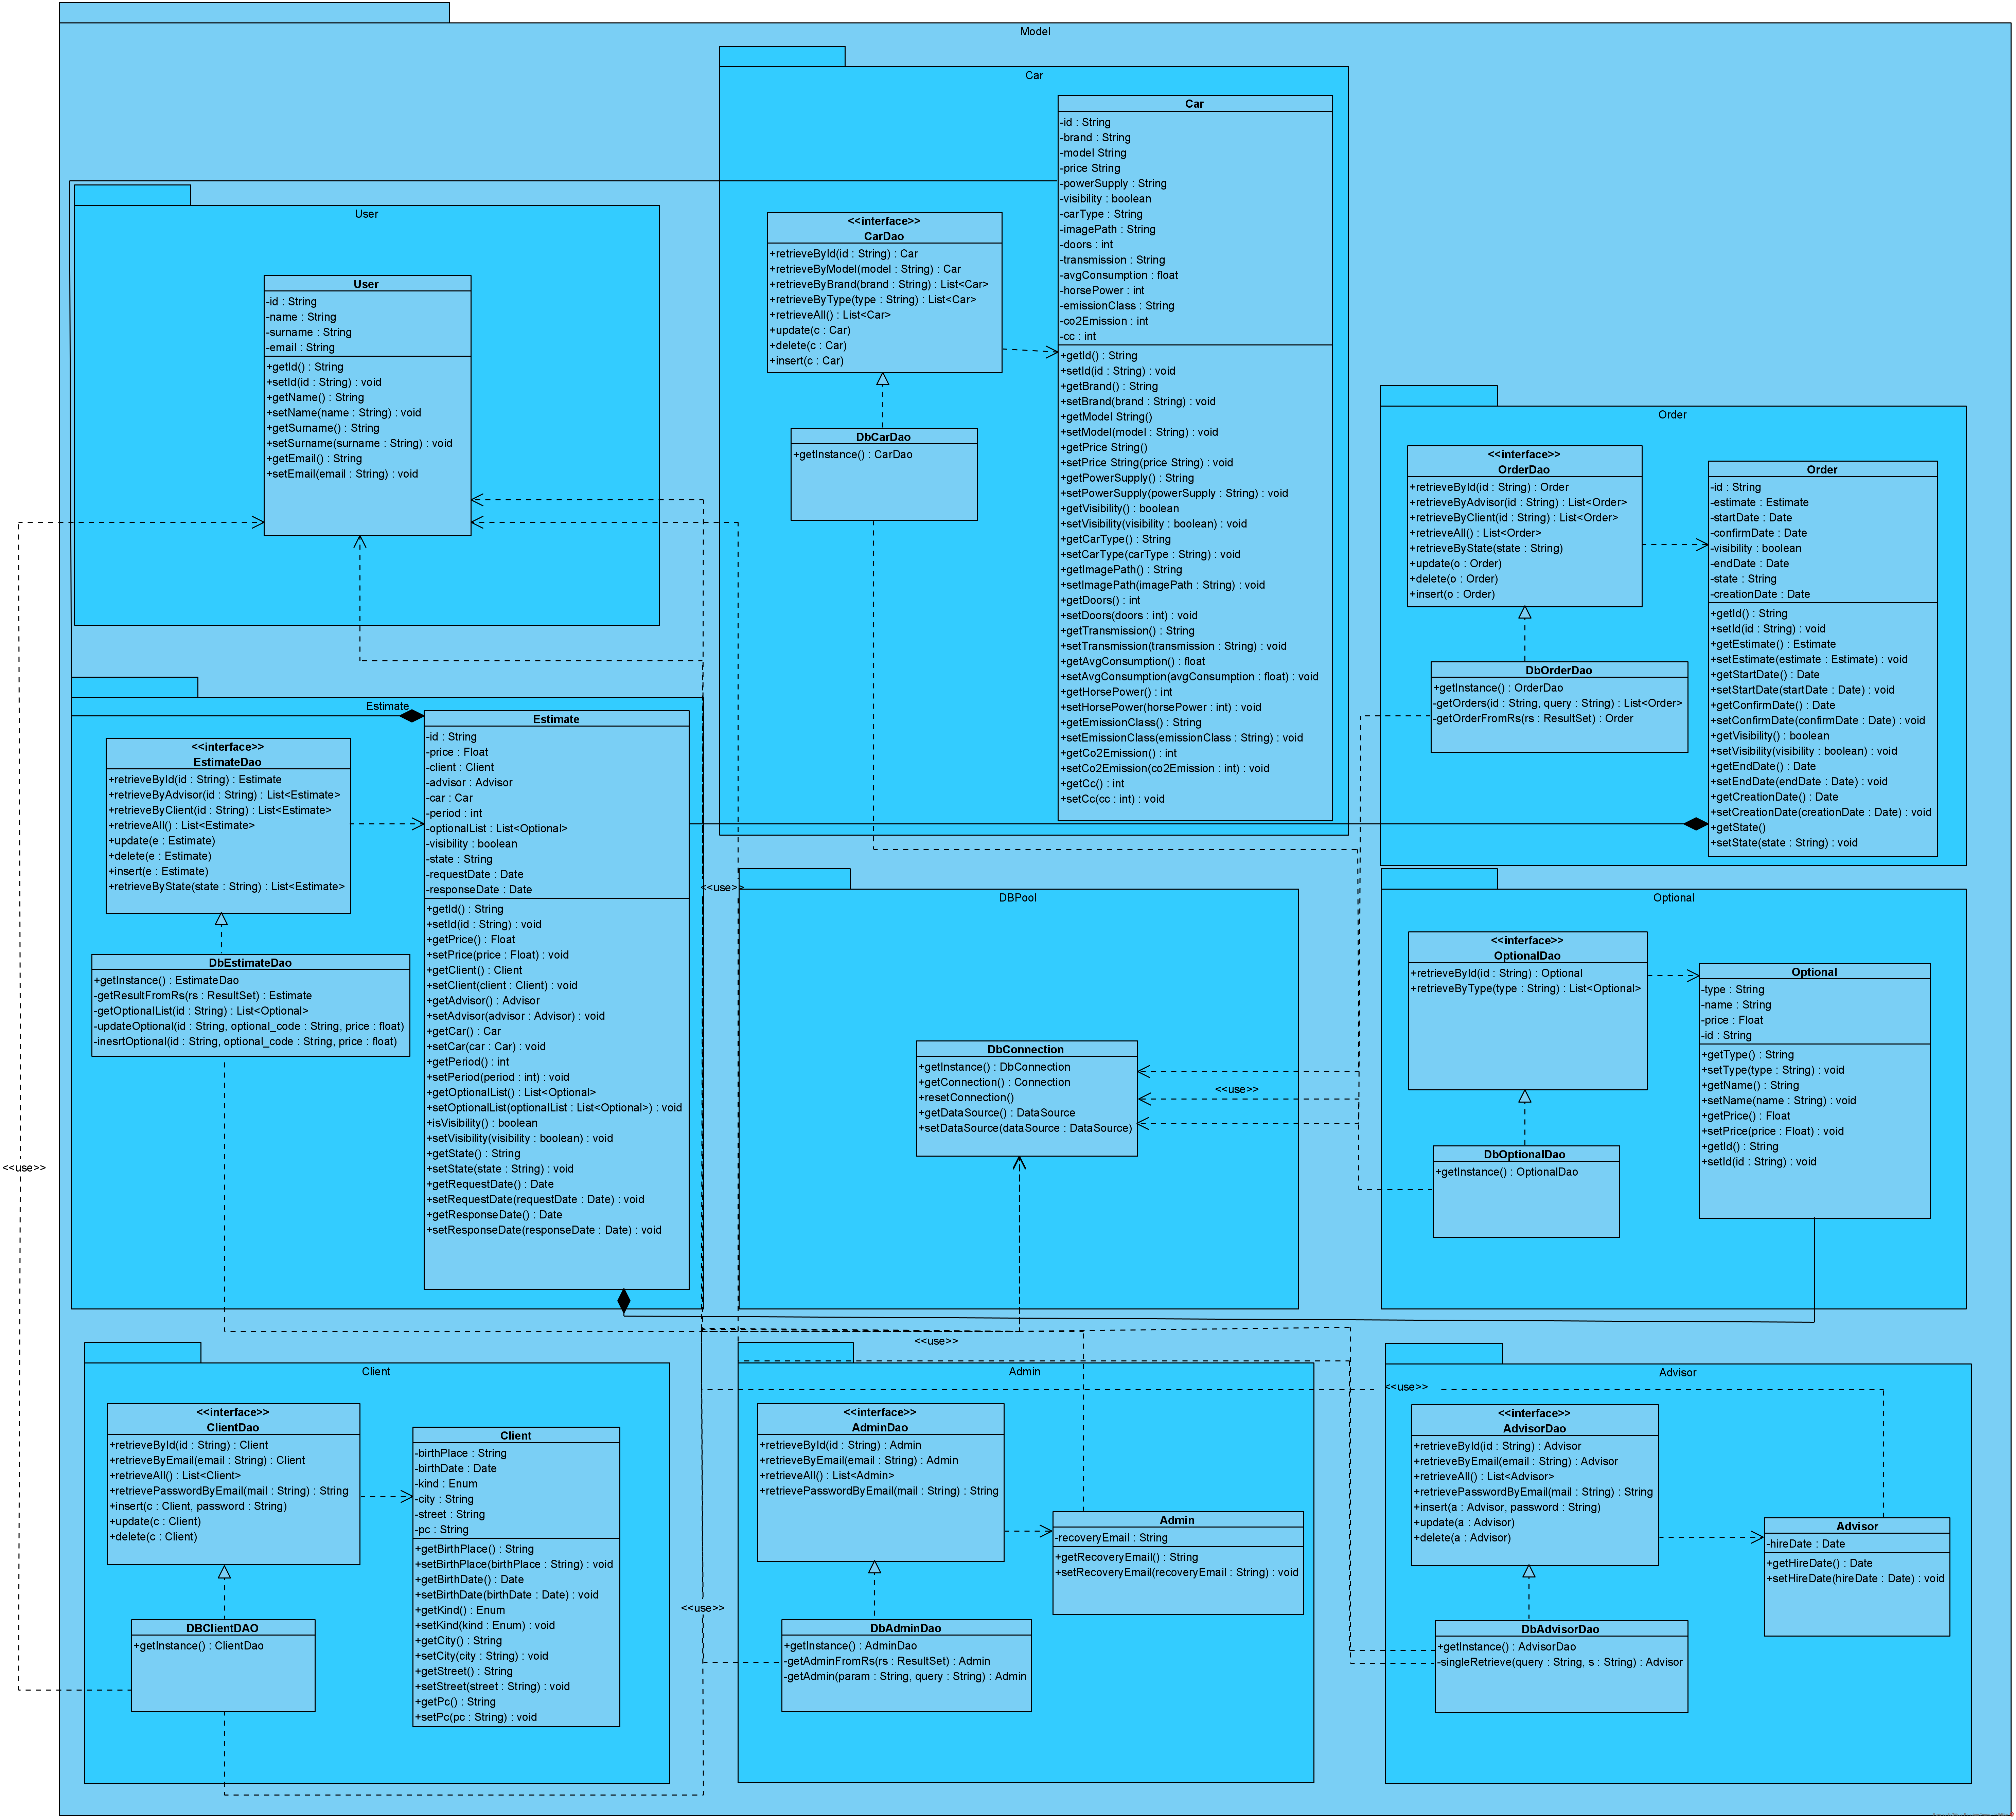 Model
Car
Car
-id : String
-brand : String
-model String
-price String
-powerSupply : String
-visibility : boolean
-carType : String
-imagePath : String
-doors : int
-transmission : String
-avgConsumption : float
-horsePower : int
-emissionClass : String
-co2Emission : int
-cc : int
+getId() : String
+setId(id : String) : void
+getBrand() : String
+setBrand(brand : String) : void
+getModel String()
+setModel(model : String) : void
+getPrice String()
+setPrice String(price String) : void
+getPowerSupply() : String
+setPowerSupply(powerSupply : String) : void
+getVisibility() : boolean
+setVisibility(visibility : boolean) : void
+getCarType() : String
+setCarType(carType : String) : void
+getImagePath() : String
+setImagePath(imagePath : String) : void
+getDoors() : int
+setDoors(doors : int) : void
+getTransmission() : String
+setTransmission(transmission : String) : void
+getAvgConsumption() : float
+setAvgConsumption(avgConsumption : float) : void
+getHorsePower() : int
+setHorsePower(horsePower : int) : void
+getEmissionClass() : String
+setEmissionClass(emissionClass : String) : void
+getCo2Emission() : int
+setCo2Emission(co2Emission : int) : void
+getCc() : int
+setCc(cc : int) : void
<<interface>>
CarDao
+retrieveById(id : String) : Car
+retrieveByModel(model : String) : Car
+retrieveByBrand(brand : String) : List<Car>
+retrieveByType(type : String) : List<Car>
+retrieveAll() : List<Car>
+update(c : Car)
+delete(c : Car)
+insert(c : Car)
DbCarDao
+getInstance() : CarDao
User
User
-id : String
-name : String
-surname : String
-email : String
+getId() : String
+setId(id : String) : void
+getName() : String
+setName(name : String) : void
+getSurname() : String
+setSurname(surname : String) : void
+getEmail() : String
+setEmail(email : String) : void
Order
<<interface>>
OrderDao
+retrieveById(id : String) : Order
+retrieveByAdvisor(id : String) : List<Order>
+retrieveByClient(id : String) : List<Order>
+retrieveAll() : List<Order>
+retrieveByState(state : String)
+update(o : Order)
+delete(o : Order)
+insert(o : Order)
DbOrderDao
+getInstance() : OrderDao
-getOrders(id : String, query : String) : List<Order>
-getOrderFromRs(rs : ResultSet) : Order
Order
-id : String
-estimate : Estimate
-startDate : Date
-confirmDate : Date
-visibility : boolean
-endDate : Date
-state : String
-creationDate : Date
+getId() : String
+setId(id : String) : void
+getEstimate() : Estimate
+setEstimate(estimate : Estimate) : void
+getStartDate() : Date
+setStartDate(startDate : Date) : void
+getConfirmDate() : Date
+setConfirmDate(confirmDate : Date) : void
+getVisibility() : boolean
+setVisibility(visibility : boolean) : void
+getEndDate() : Date
+setEndDate(endDate : Date) : void
+getCreationDate() : Date
+setCreationDate(creationDate : Date) : void
+getState()
+setState(state : String) : void
Estimate
<<interface>>
EstimateDao
+retrieveById(id : String) : Estimate
+retrieveByAdvisor(id : String) : List<Estimate>
+retrieveByClient(id : String) : List<Estimate>
+retrieveAll() : List<Estimate>
+update(e : Estimate)
+delete(e : Estimate)
+insert(e : Estimate)
+retrieveByState(state : String) : List<Estimate>
DbEstimateDao
+getInstance() : EstimateDao
-getResultFromRs(rs : ResultSet) : Estimate
-getOptionalList(id : String) : List<Optional>
-updateOptional(id : String, optional_code : String, price : float)
-inesrtOptional(id : String, optional_code : String, price : float)
Estimate
-id : String
-price : Float
-client : Client
-advisor : Advisor
-car : Car
-period : int
-optionalList : List<Optional>
-visibility : boolean
-state : String
-requestDate : Date
-responseDate : Date
+getId() : String
+setId(id : String) : void
+getPrice() : Float
+setPrice(price : Float) : void
+getClient() : Client
+setClient(client : Client) : void
+getAdvisor() : Advisor
+setAdvisor(advisor : Advisor) : void
+getCar() : Car
+setCar(car : Car) : void
+getPeriod() : int
+setPeriod(period : int) : void
+getOptionalList() : List<Optional>
+setOptionalList(optionalList : List<Optional>) : void
+isVisibility() : boolean
+setVisibility(visibility : boolean) : void
+getState() : String
+setState(state : String) : void
+getRequestDate() : Date
+setRequestDate(requestDate : Date) : void
+getResponseDate() : Date
+setResponseDate(responseDate : Date) : void
<<use>>
DBPool
DbConnection
+getInstance() : DbConnection
+getConnection() : Connection
+resetConnection()
+getDataSource() : DataSource
+setDataSource(dataSource : DataSource)
<<use>>
Optional
<<interface>>
OptionalDao
+retrieveById(id : String) : Optional
+retrieveByType(type : String) : List<Optional>
DbOptionalDao
+getInstance() : OptionalDao
Optional
-type : String
-name : String
-price : Float
-id : String
+getType() : String
+setType(type : String) : void
+getName() : String
+setName(name : String) : void
+getPrice() : Float
+setPrice(price : Float) : void
+getId() : String
+setId(id : String) : void
<<use>>
<<use>>
<<use>>
Client
<<interface>>
ClientDao
+retrieveById(id : String) : Client
+retrieveByEmail(email : String) : Client
+retrieveAll() : List<Client>
+retrievePasswordByEmail(mail : String) : String
+insert(c : Client, password : String)
+update(c : Client)
+delete(c : Client)
DBClientDAO
+getInstance() : ClientDao
Client
-birthPlace : String
-birthDate : Date
-kind : Enum
-city : String
-street : String
-pc : String
+getBirthPlace() : String
+setBirthPlace(birthPlace : String) : void
+getBirthDate() : Date
+setBirthDate(birthDate : Date) : void
+getKind() : Enum
+setKind(kind : Enum) : void
+getCity() : String
+setCity(city : String) : void
+getStreet() : String
+setStreet(street : String) : void
+getPc() : String
+setPc(pc : String) : void
<<use>>
Admin
<<interface>>
AdminDao
+retrieveById(id : String) : Admin
+retrieveByEmail(email : String) : Admin
+retrieveAll() : List<Admin>
+retrievePasswordByEmail(mail : String) : String
DbAdminDao
+getInstance() : AdminDao
-getAdminFromRs(rs : ResultSet) : Admin
-getAdmin(param : String, query : String) : Admin
Admin
-recoveryEmail : String
+getRecoveryEmail() : String
+setRecoveryEmail(recoveryEmail : String) : void
Advisor
<<interface>>
AdvisorDao
+retrieveById(id : String) : Advisor
+retrieveByEmail(email : String) : Advisor
+retrieveAll() : List<Advisor>
+retrievePasswordByEmail(mail : String) : String
+insert(a : Advisor, password : String)
+update(a : Advisor)
+delete(a : Advisor)
DbAdvisorDao
+getInstance() : AdvisorDao
-singleRetrieve(query : String, s : String) : Advisor
Advisor
-hireDate : Date
+getHireDate() : Date
+setHireDate(hireDate : Date) : void